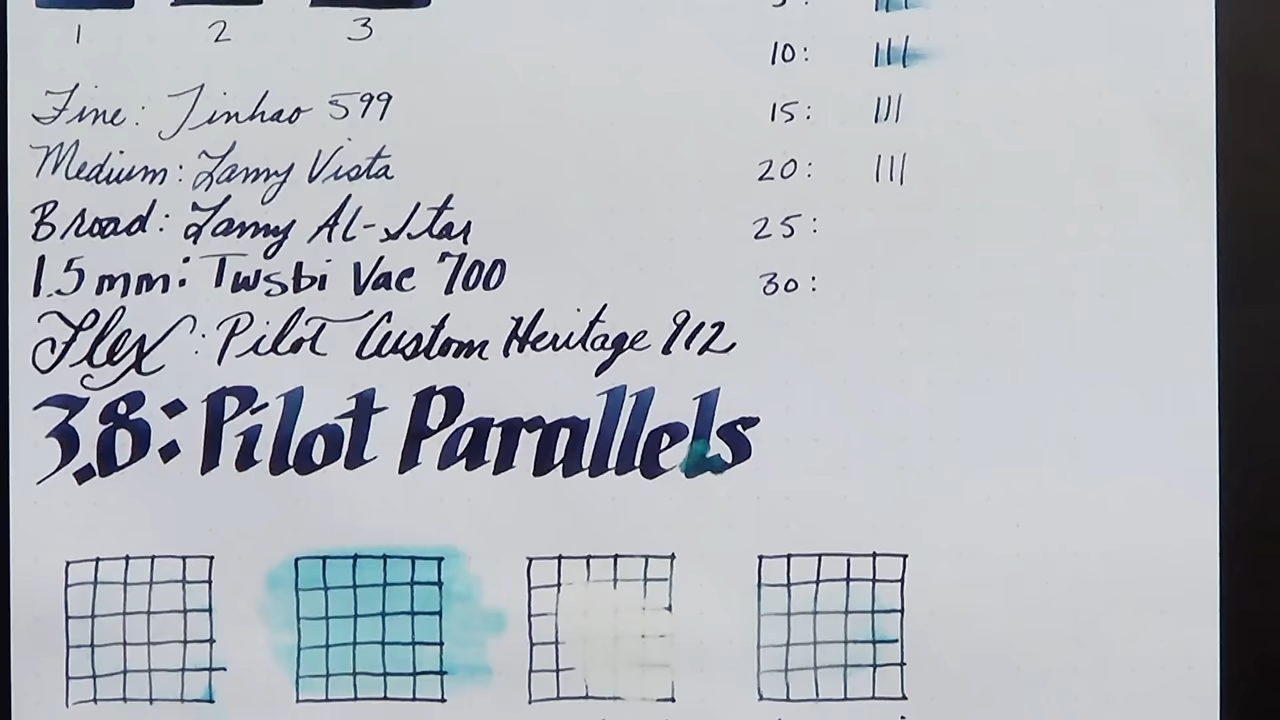 1 2 3
10:
Fine: Jinhao 599
15:
Medium: Lamy Vista
20:
Broad: Lamy Al-Star
25:
1.5mm: Twsbi Vac 700
30:
Flex: Pilot Custom Heritage 912
3.8: Pilot Parallels